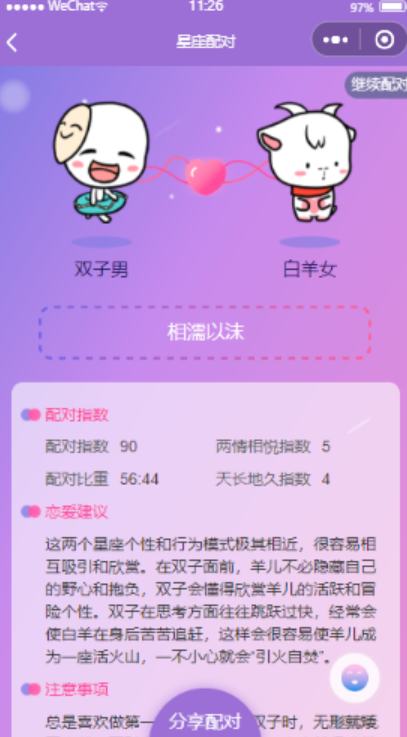 WeChat
11:26
97%
星座配对
继续配对
双子男
白羊女
相濡以沫
配对指数
配对指数 90 两情相悦指数 5
配对比重 56:44 天长地久指数 4
恋爱建议
这两个星座个性和行为模式极其相近，很容易相
互吸引和欣赏。在双子面前，羊儿不必隐藏自己
的野心和抱负，双子会懂得欣赏羊儿的活跃和冒
险个性。双子在思考方面往往跳跃过快，经常会
使白羊在身后苦苦追赶，这样会很容易使羊儿成
为一座活火山，一不小心就会“引火自焚”。
注意事项
总是喜欢做第一 双子时，无
分享配对